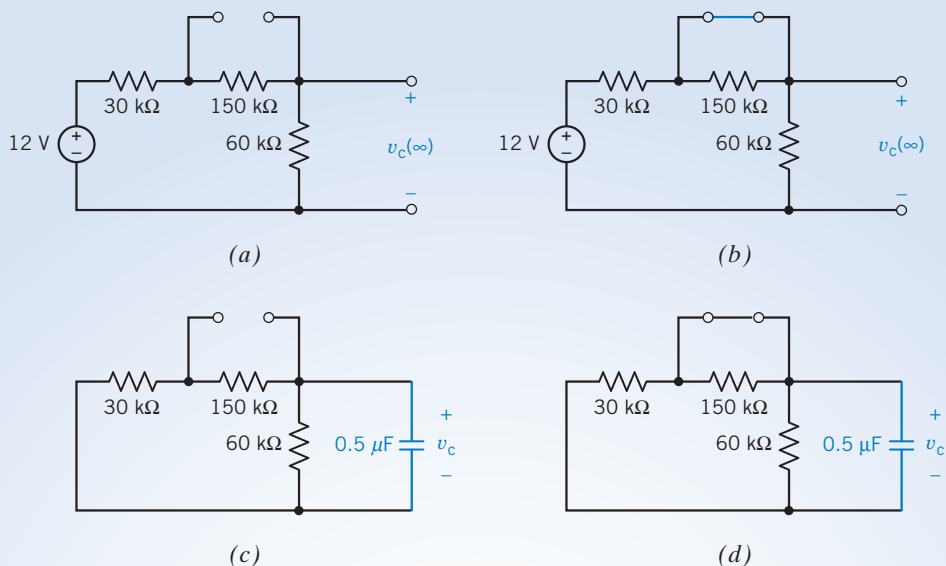 30 kΩ 150 kΩ
12 V + − 60 kΩ + v_c(∞) −
(a)
30 kΩ 150 kΩ
12 V + − 60 kΩ + v_c(∞) −
(b)
30 kΩ 150 kΩ
60 kΩ 0.5 μF + v_c −
(c)
30 kΩ 150 kΩ
60 kΩ 0.5 μF + v_c −
(d)